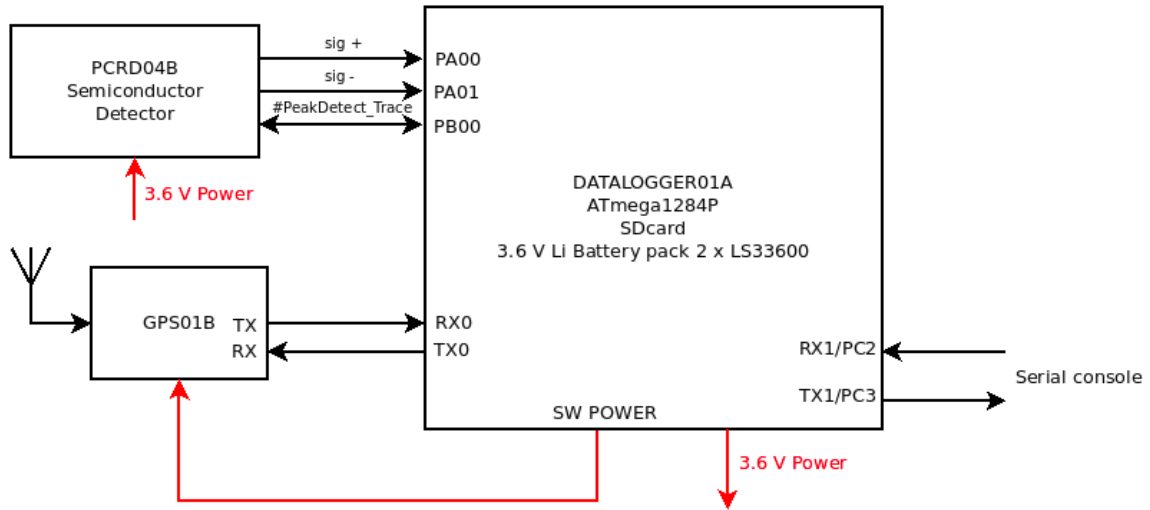 PCRD04B
Semiconductor
Detector
sig +
sig -
#PeakDetect_Trace
PA00
PA01
PB00
3.6 V Power
DATALOGGER01A
ATmega1284P
SDcard
3.6 V Li Battery pack 2 x LS33600
GPS01B
TX
RX
RX0
TX0
RX1/PC2
TX1/PC3
Serial console
SW POWER
3.6 V Power